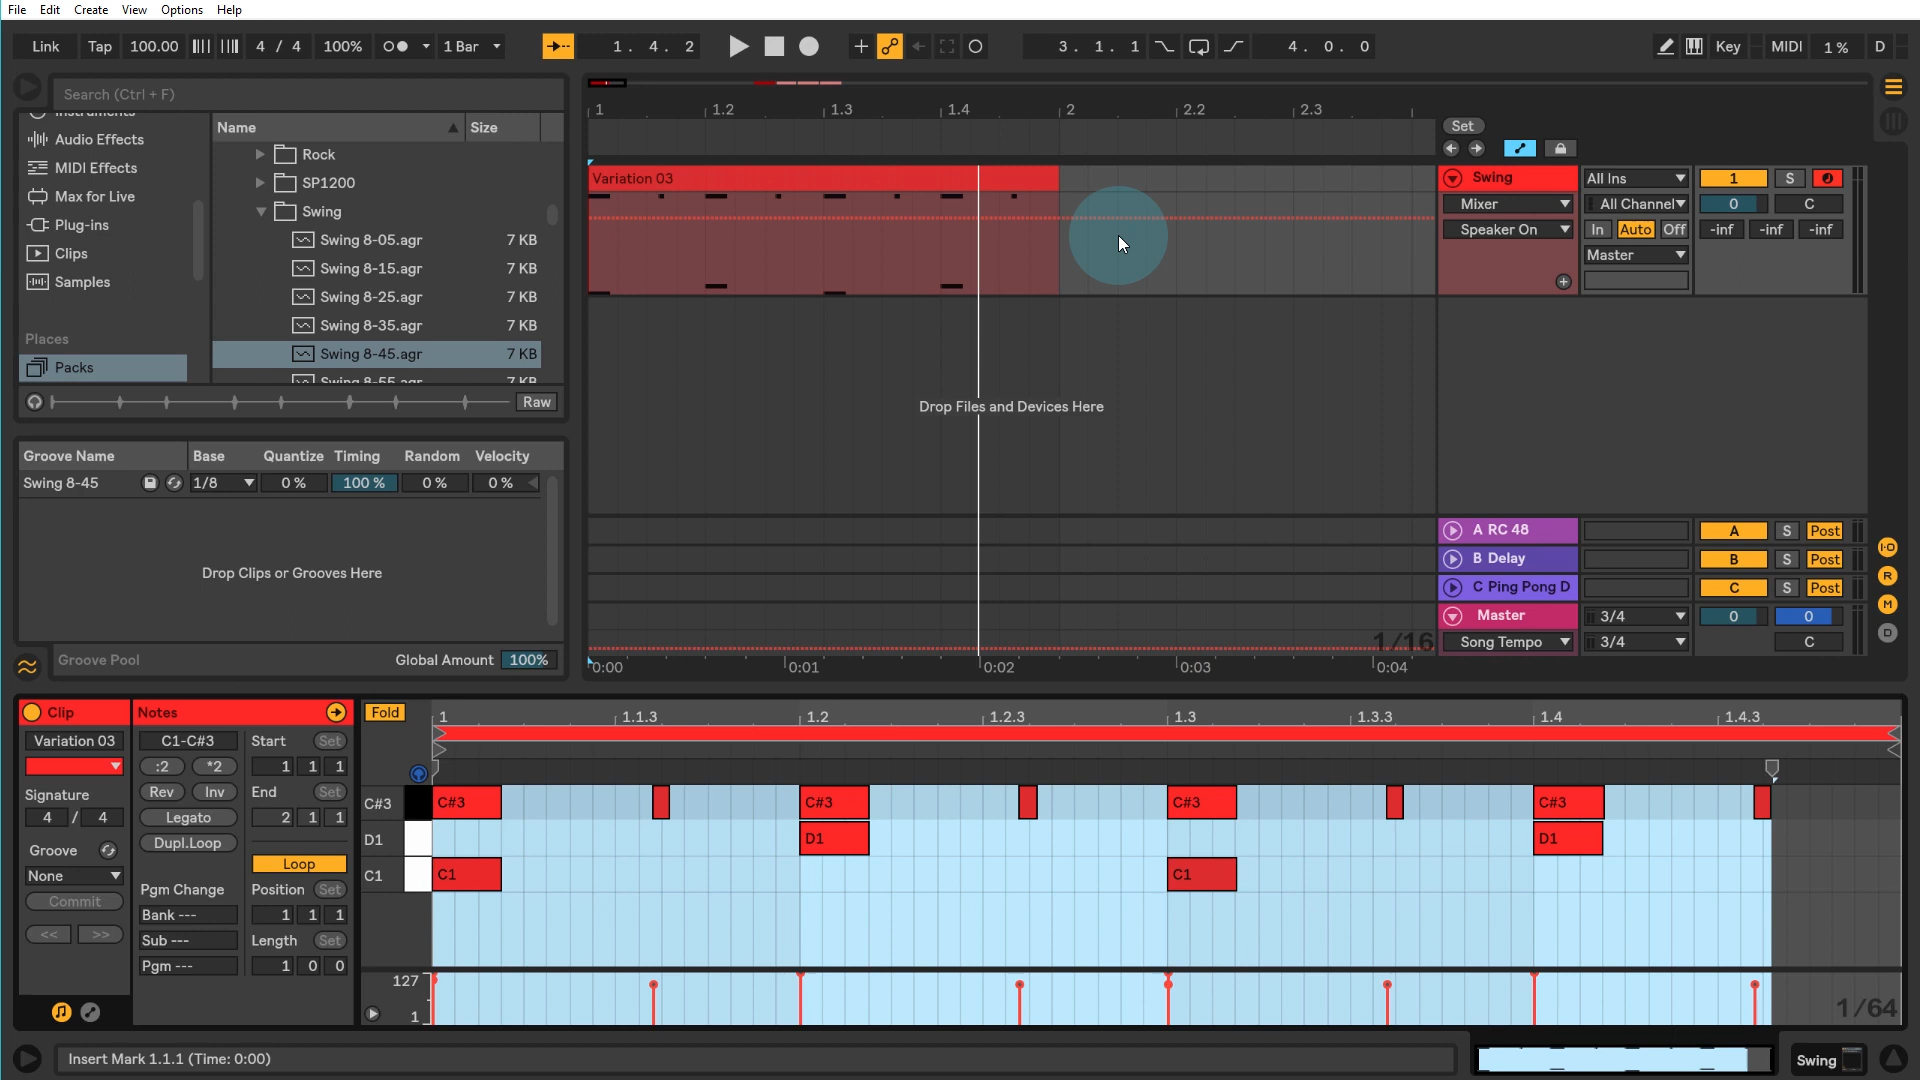 File Edit Create View Options Help
Link Tap 100.00 4 / 4 100% 1 Bar 1. 4. 2 3. 1. 1 4. 0. 0 Key MIDI 1 % D
Search (Ctrl + F)
Instruments
Audio Effects
MIDI Effects
Max for Live
Plug-ins
Clips
Samples
Places
Packs
Name Size
Rock
SP1200
Swing
Swing 8-05.agr 7 KB
Swing 8-15.agr 7 KB
Swing 8-25.agr 7 KB
Swing 8-35.agr 7 KB
Swing 8-45.agr 7 KB
Swing 8-55.agr 7 KB
Raw
Groove Name Base Quantize Timing Random Velocity
Swing 8-45 1/8 0 % 100 % 0 % 0 %
Drop Clips or Grooves Here
Groove Pool Global Amount 100%
1 1.2 1.3 1.4 2 2.2 2.3
Set
Variation 03
Drop Files and Devices Here
1/16
0:00 0:01 0:02 0:03 0:04
Swing All Ins 1 S
Mixer All Channel 0 C
Speaker On In Auto Off -inf -inf -inf
Master
A RC 48 A S Post
B Delay B S Post
C Ping Pong D C S Post
Master 3/4 0 0
Song Tempo 3/4 C
I·O
R
M
D
Clip Notes Fold 1 1.1.3 1.2 1.2.3 1.3 1.3.3 1.4 1.4.3
Variation 03 C1-C#3 Start Set
:2 *2 1 1 1
Signature Rev Inv End Set
4 / 4 Legato 2 1 1
Groove Dupl.Loop
None Loop
Commit Pgm Change Position Set
<< >> Bank --- 1 1 1
Sub --- Length Set
Pgm --- 1 0 0
C#3 C#3 C#3 C#3 C#3
D1 D1 D1
C1 C1 C1
127
1
1/64
Insert Mark 1.1.1 (Time: 0:00) Swing